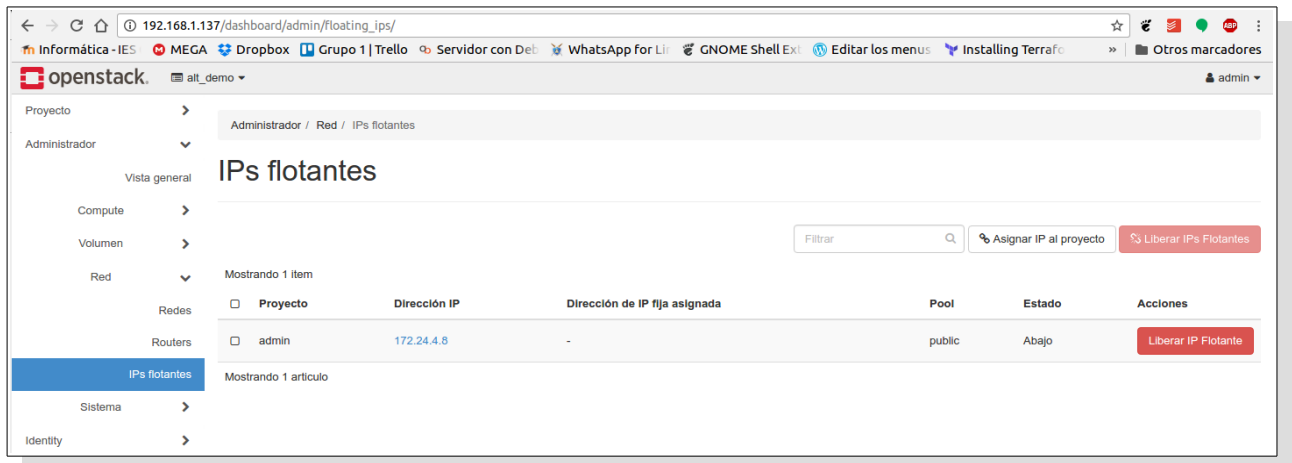 192.168.1.137/dashboard/admin/floating_ips/
Informática - IES MEGA Dropbox Grupo 1 | Trello Servidor con Deb WhatsApp for Li GNOME Shell Ext Editar los menus Installing Terrafo » Otros marcadores
openstack. alt_demo admin
Proyecto
Administrador
Vista general
Compute
Volumen
Red
Redes
Routers
IPs flotantes
Sistema
Identity
Administrador / Red / IPs flotantes
IPs flotantes
Filtrar Asignar IP al proyecto Liberar IPs Flotantes
Mostrando 1 item
Proyecto Dirección IP Dirección de IP fija asignada Pool Estado Acciones
admin 172.24.4.8 - public Abajo Liberar IP Flotante
Mostrando 1 articulo